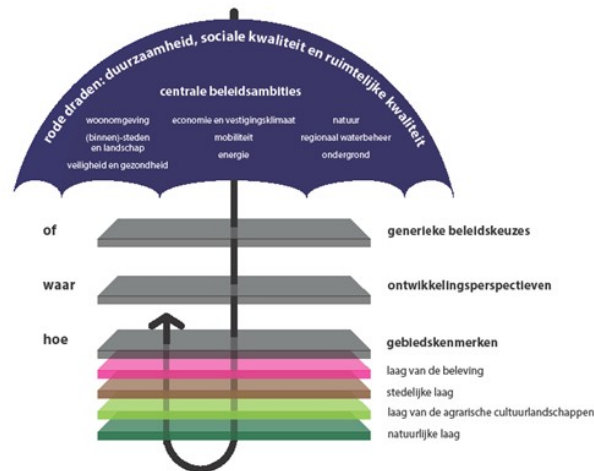 rode draden: duurzaamheid, sociale kwaliteit en ruimtelijke kwaliteit
centrale beleidsambities
woonomgeving
(binnen)-steden
en landschap
veiligheid en gezondheid
economie en vestigingsklimaat
mobiliteit
energie
natuur
regionaal waterbeheer
ondergrond
of
generieke beleidskeuzes
waar
ontwikkelingsperspectieven
hoe
gebiedskenmerken
laag van de beleving
stedelijke laag
laag van de agrarische cultuurlandschappen
natuurlijke laag